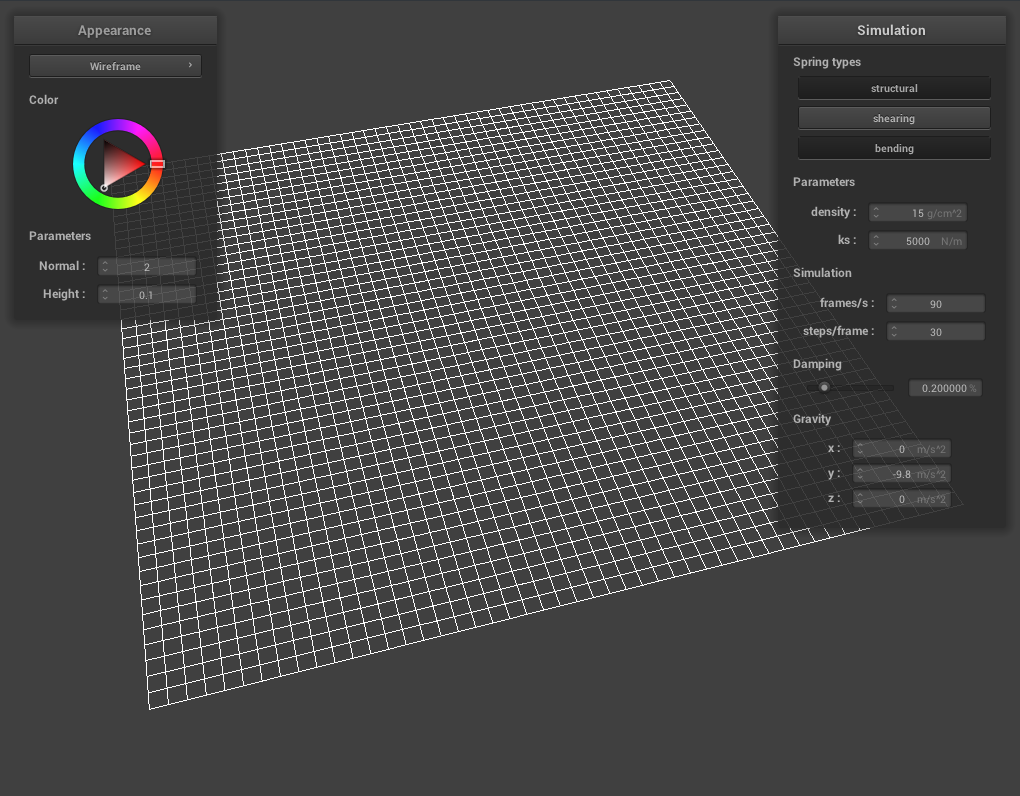 Appearance
Wireframe
Color
Parameters
Normal : 2
Height : 0.1
Simulation
Spring types
structural
shearing
bending
Parameters
density : 15 g/cm^2
ks : 5000 N/m
Simulation
frames/s : 90
steps/frame : 30
Damping
0.200000 %
Gravity
x : 0 m/s^2
y : -9.8 m/s^2
z : 0 m/s^2